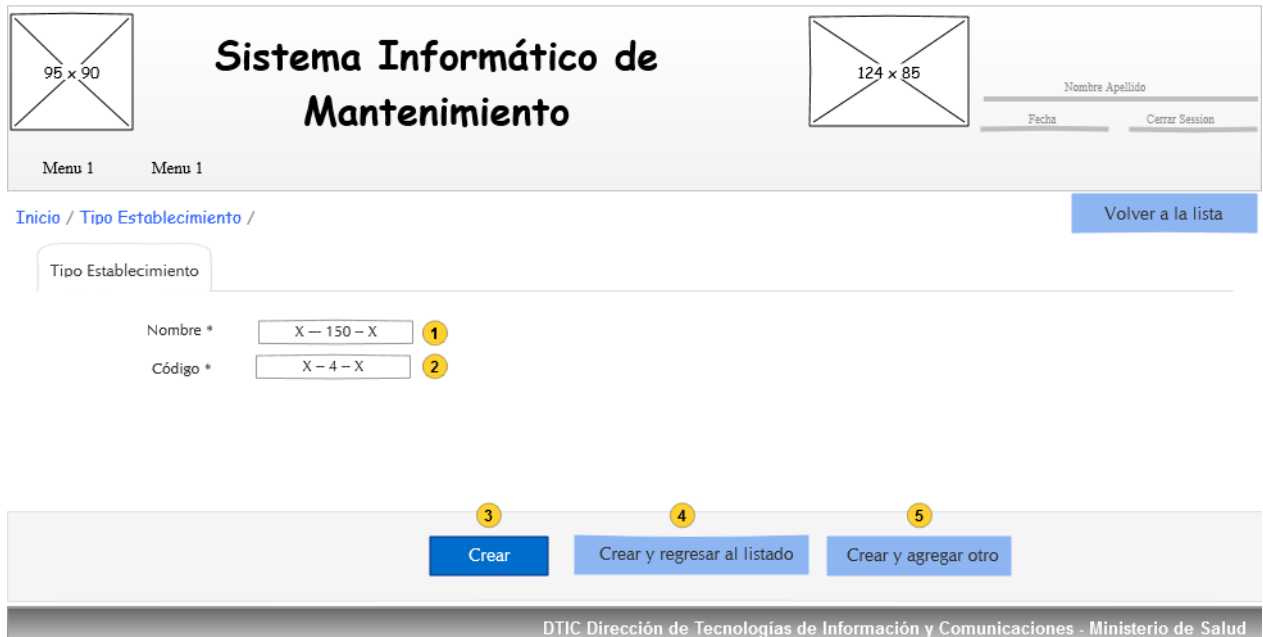 95 x 90
Sistema Informático de
Mantenimiento
124 x 85
Nombre Apellido
Fecha
Cerrar Session
Menu 1
Menu 1
Inicio / Tipo Establecimiento /
Volver a la lista
Tipo Establecimiento
Nombre *
X – 150 – X
1
Código *
X – 4 – X
2
3
4
5
Crear
Crear y regresar al listado
Crear y agregar otro
DTIC Dirección de Tecnologías de Información y Comunicaciones - Ministerio de Salud